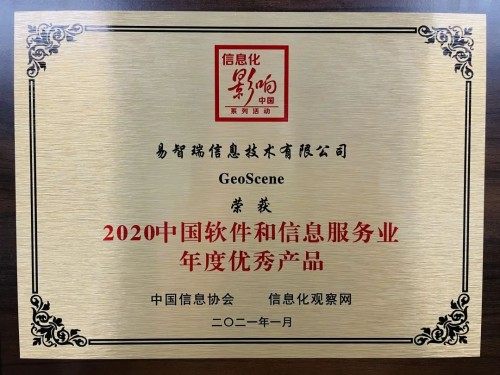 信息化
影响
中国
系列活动
易智瑞信息技术有限公司
GeoScene
荣获
2020中国软件和信息服务业
年度优秀产品
中国信息协会 信息化观察网
二〇二一年一月